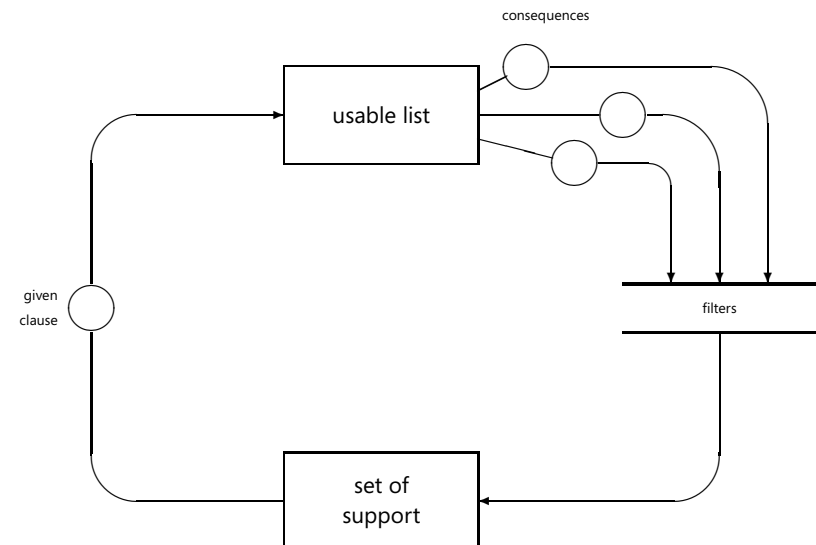 consequences
usable list
given
clause
filters
set of
support